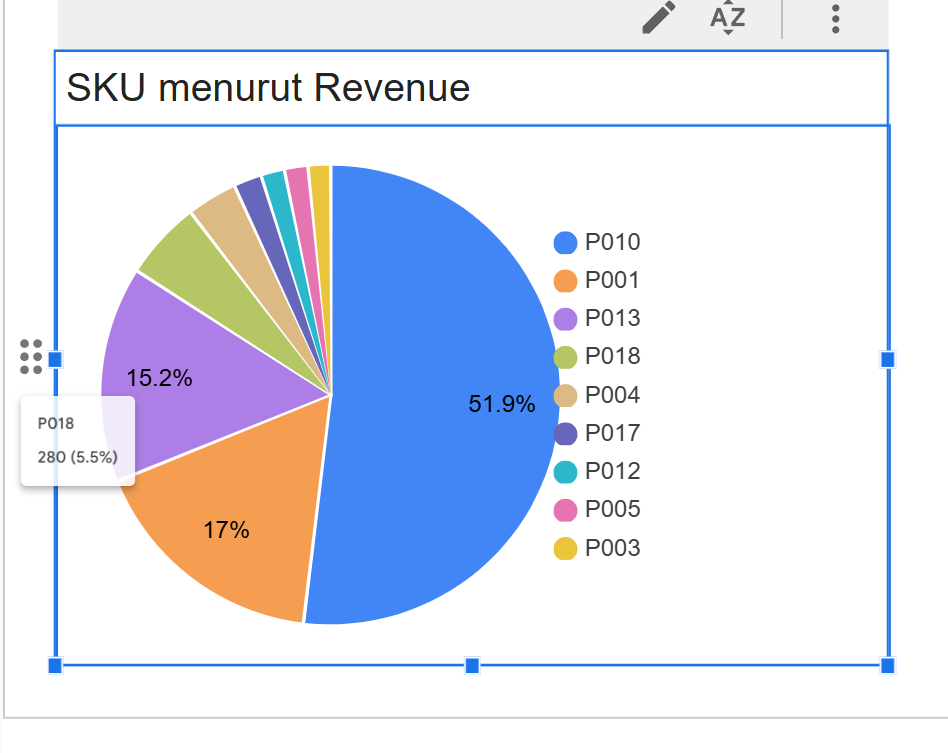 AZ
SKU menurut Revenue
P010
P001
P013
P018
P004
P017
P012
P005
P003
15.2%
51.9%
17%
P018
280 (5.5%)